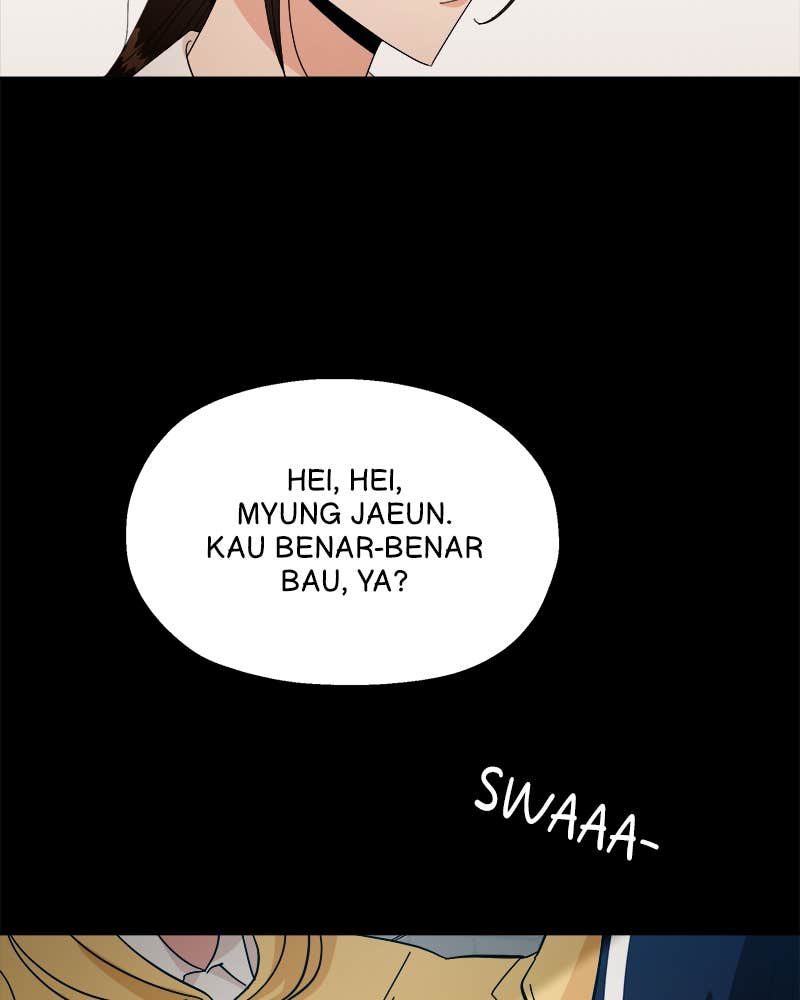 HEI, HEI,
MYUNG JAEUN.
KAU BENAR-BENAR
BAU, YA?
SWAAA-